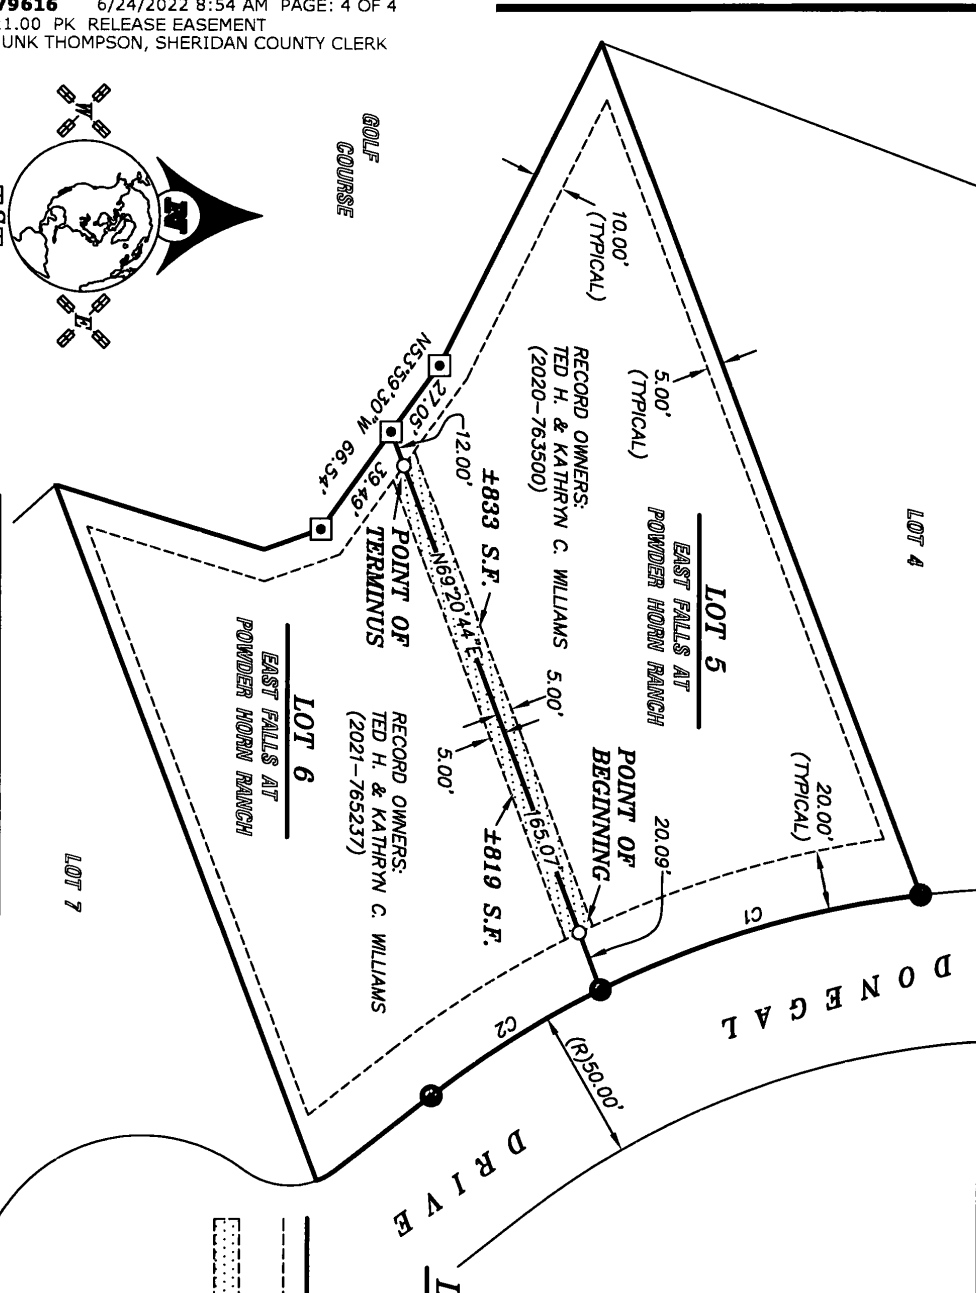 79616 6/24/2022 8:54 AM PAGE: 4 OF 4
1.00 PK RELEASE EASEMENT
UNK THOMPSON, SHERIDAN COUNTY CLERK
W
N
E
GOLF
COURSE
10.00'
(TYPICAL)
5.00'
(TYPICAL)
LOT 4
RECORD OWNERS:
TED H. & KATHRYN C. WILLIAMS
(2020-763500)
LOT 5
EAST FALLS AT
POWDER HORN RANCH
N53°59'30"W 66.54'
27.05'
39.49'
12.00'
±833 S.F.
POINT OF
TERMINUS
N69°20'44"E
165.07'
5.00'
5.00'
±819 S.F.
POINT OF
BEGINNING
20.09'
20.00'
(TYPICAL)
LOT 6
EAST FALLS AT
POWDER HORN RANCH
RECORD OWNERS:
TED H. & KATHRYN C. WILLIAMS
(2021-765237)
LOT 7
C1
C2
(R)50.00'
DONEGAL
DRIVE
L